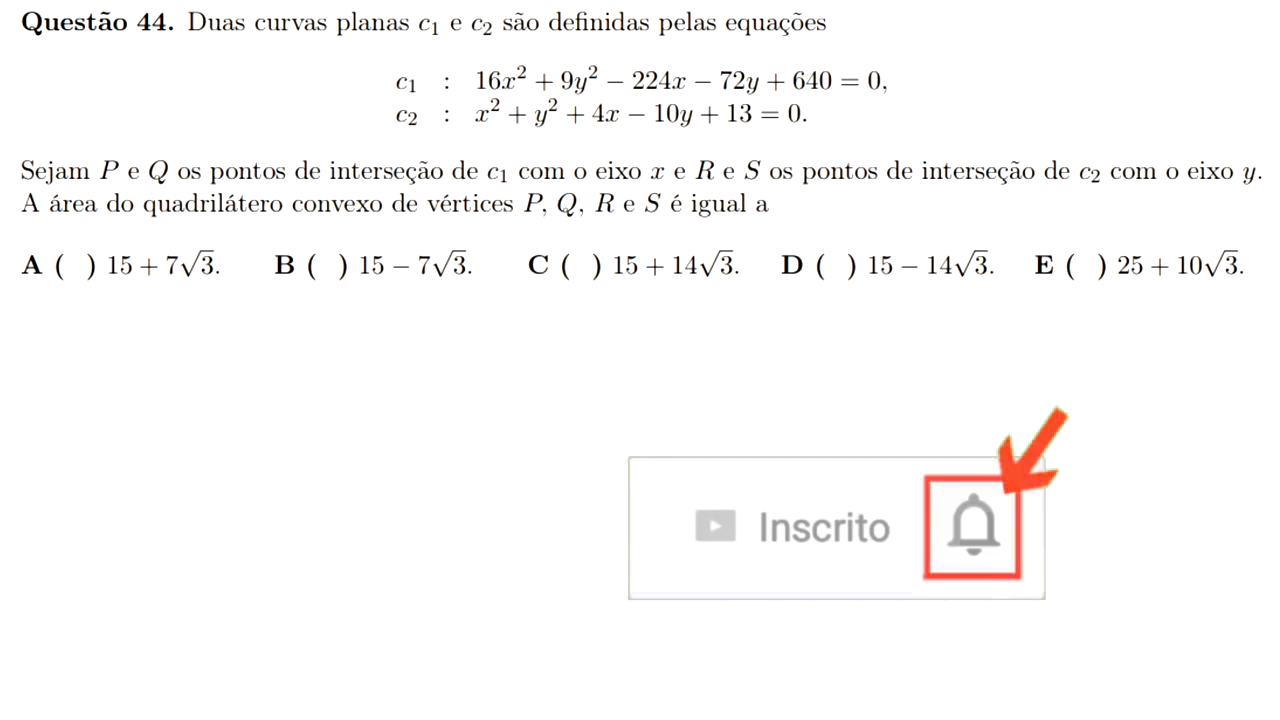 Questão 44. Duas curvas planas c₁ e c₂ são definidas pelas equações
c₁ : 16x² + 9y² − 224x − 72y + 640 = 0,
c₂ : x² + y² + 4x − 10y + 13 = 0.
Sejam P e Q os pontos de interseção de c₁ com o eixo x e R e S os pontos de interseção de c₂ com o eixo y.
A área do quadrilátero convexo de vértices P, Q, R e S é igual a
A ( ) 15 + 7√3. B ( ) 15 − 7√3. C ( ) 15 + 14√3. D ( ) 15 − 14√3. E ( ) 25 + 10√3.
Inscrito